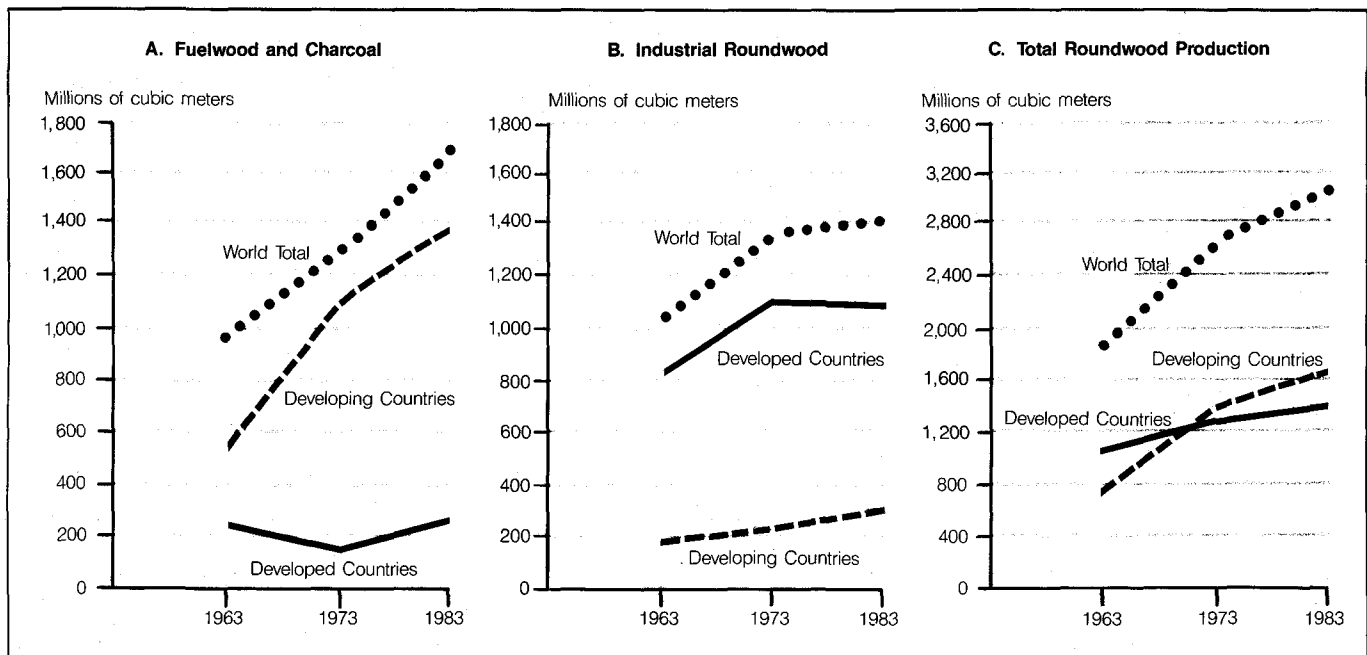 A. Fuelwood and Charcoal
Millions of cubic meters
1,800
1,600
1,400
1,200
1,000
800
600
400
200
0
World Total
Developing Countries
Developed Countries
1963 1973 1983
B. Industrial Roundwood
Millions of cubic meters
1,800
1,600
1,400
1,200
1,000
800
600
400
200
0
World Total
Developed Countries
Developing Countries
1963 1973 1983
C. Total Roundwood Production
Millions of cubic meters
3,600
3,200
2,800
2,400
2,000
1,600
1,200
800
400
0
World Total
Developing Countries
Developed Countries
1963 1973 1983